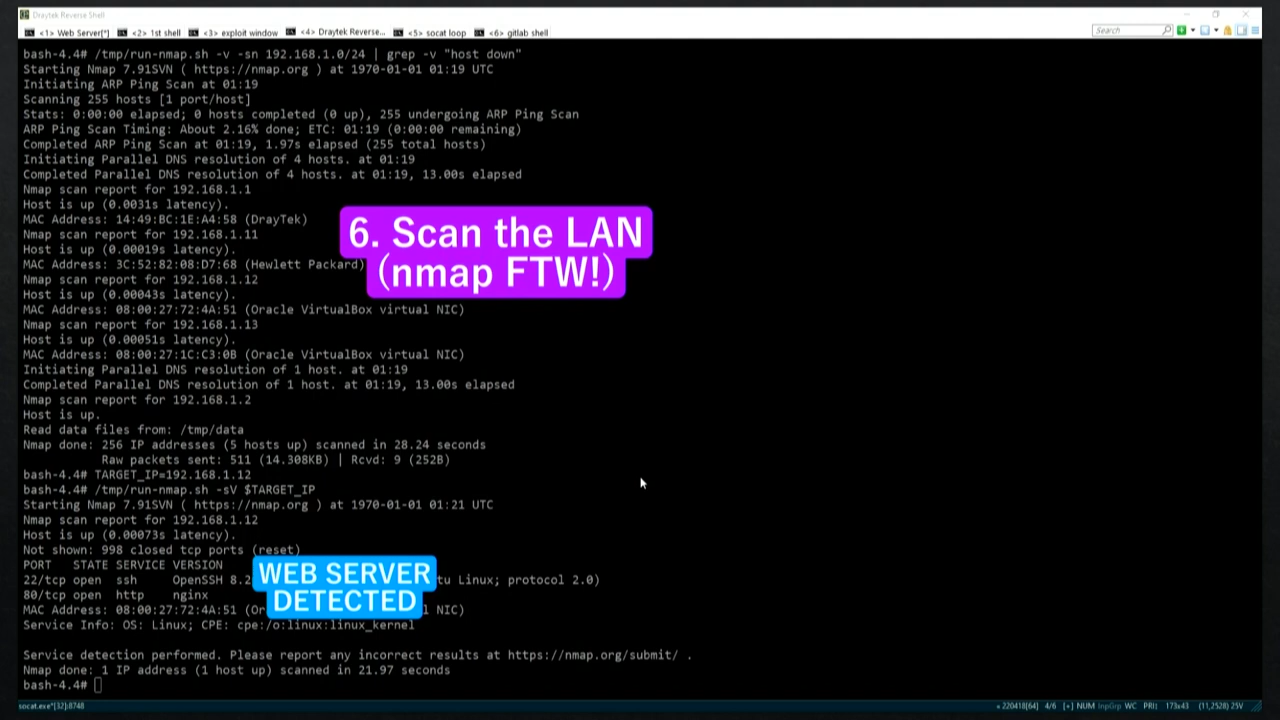 Draytek Reverse Shell
<1> Web Server[*] <2> 1st shell <3> exploit window <4> Draytek Reverse... <5> socat loop <6> gitlab shell Search
bash-4.4# /tmp/run-nmap.sh -v -sn 192.168.1.0/24 | grep -v "host down"
Starting Nmap 7.91SVN ( https://nmap.org ) at 1970-01-01 01:19 UTC
Initiating ARP Ping Scan at 01:19
Scanning 255 hosts [1 port/host]
Stats: 0:00:00 elapsed; 0 hosts completed (0 up), 255 undergoing ARP Ping Scan
ARP Ping Scan Timing: About 2.16% done; ETC: 01:19 (0:00:00 remaining)
Completed ARP Ping Scan at 01:19, 1.97s elapsed (255 total hosts)
Initiating Parallel DNS resolution of 4 hosts. at 01:19
Completed Parallel DNS resolution of 4 hosts. at 01:19, 13.00s elapsed
Nmap scan report for 192.168.1.1
Host is up (0.0031s latency).
MAC Address: 14:49:BC:1E:A4:58 (DrayTek)
Nmap scan report for 192.168.1.11
Host is up (0.00019s latency).
MAC Address: 3C:52:82:08:D7:68 (Hewlett Packard)
Nmap scan report for 192.168.1.12
Host is up (0.00043s latency).
MAC Address: 08:00:27:72:4A:51 (Oracle VirtualBox virtual NIC)
Nmap scan report for 192.168.1.13
Host is up (0.00051s latency).
MAC Address: 08:00:27:1C:C3:0B (Oracle VirtualBox virtual NIC)
Initiating Parallel DNS resolution of 1 host. at 01:19
Completed Parallel DNS resolution of 1 host. at 01:19, 13.00s elapsed
Nmap scan report for 192.168.1.2
Host is up.
Read data files from: /tmp/data
Nmap done: 256 IP addresses (5 hosts up) scanned in 28.24 seconds
Raw packets sent: 511 (14.308KB) | Rcvd: 9 (252B)
bash-4.4# TARGET_IP=192.168.1.12
bash-4.4# /tmp/run-nmap.sh -sV $TARGET_IP
Starting Nmap 7.91SVN ( https://nmap.org ) at 1970-01-01 01:21 UTC
Nmap scan report for 192.168.1.12
Host is up (0.00073s latency).
Not shown: 998 closed tcp ports (reset)
PORT STATE SERVICE VERSION
22/tcp open ssh OpenSSH 8.2 tu Linux; protocol 2.0)
80/tcp open http nginx
MAC Address: 08:00:27:72:4A:51 (Or l NIC)
Service Info: OS: Linux; CPE: cpe:/o:linux:linux_kernel
Service detection performed. Please report any incorrect results at https://nmap.org/submit/ .
Nmap done: 1 IP address (1 host up) scanned in 21.97 seconds
bash-4.4#
6. Scan the LAN
(nmap FTW!)
WEB SERVER
DETECTED
socat.exe*[32]:8748 « 220418[64] 4/6 [+] NUM InpGrp WC PRI: 173x43 (11,2528) 25V